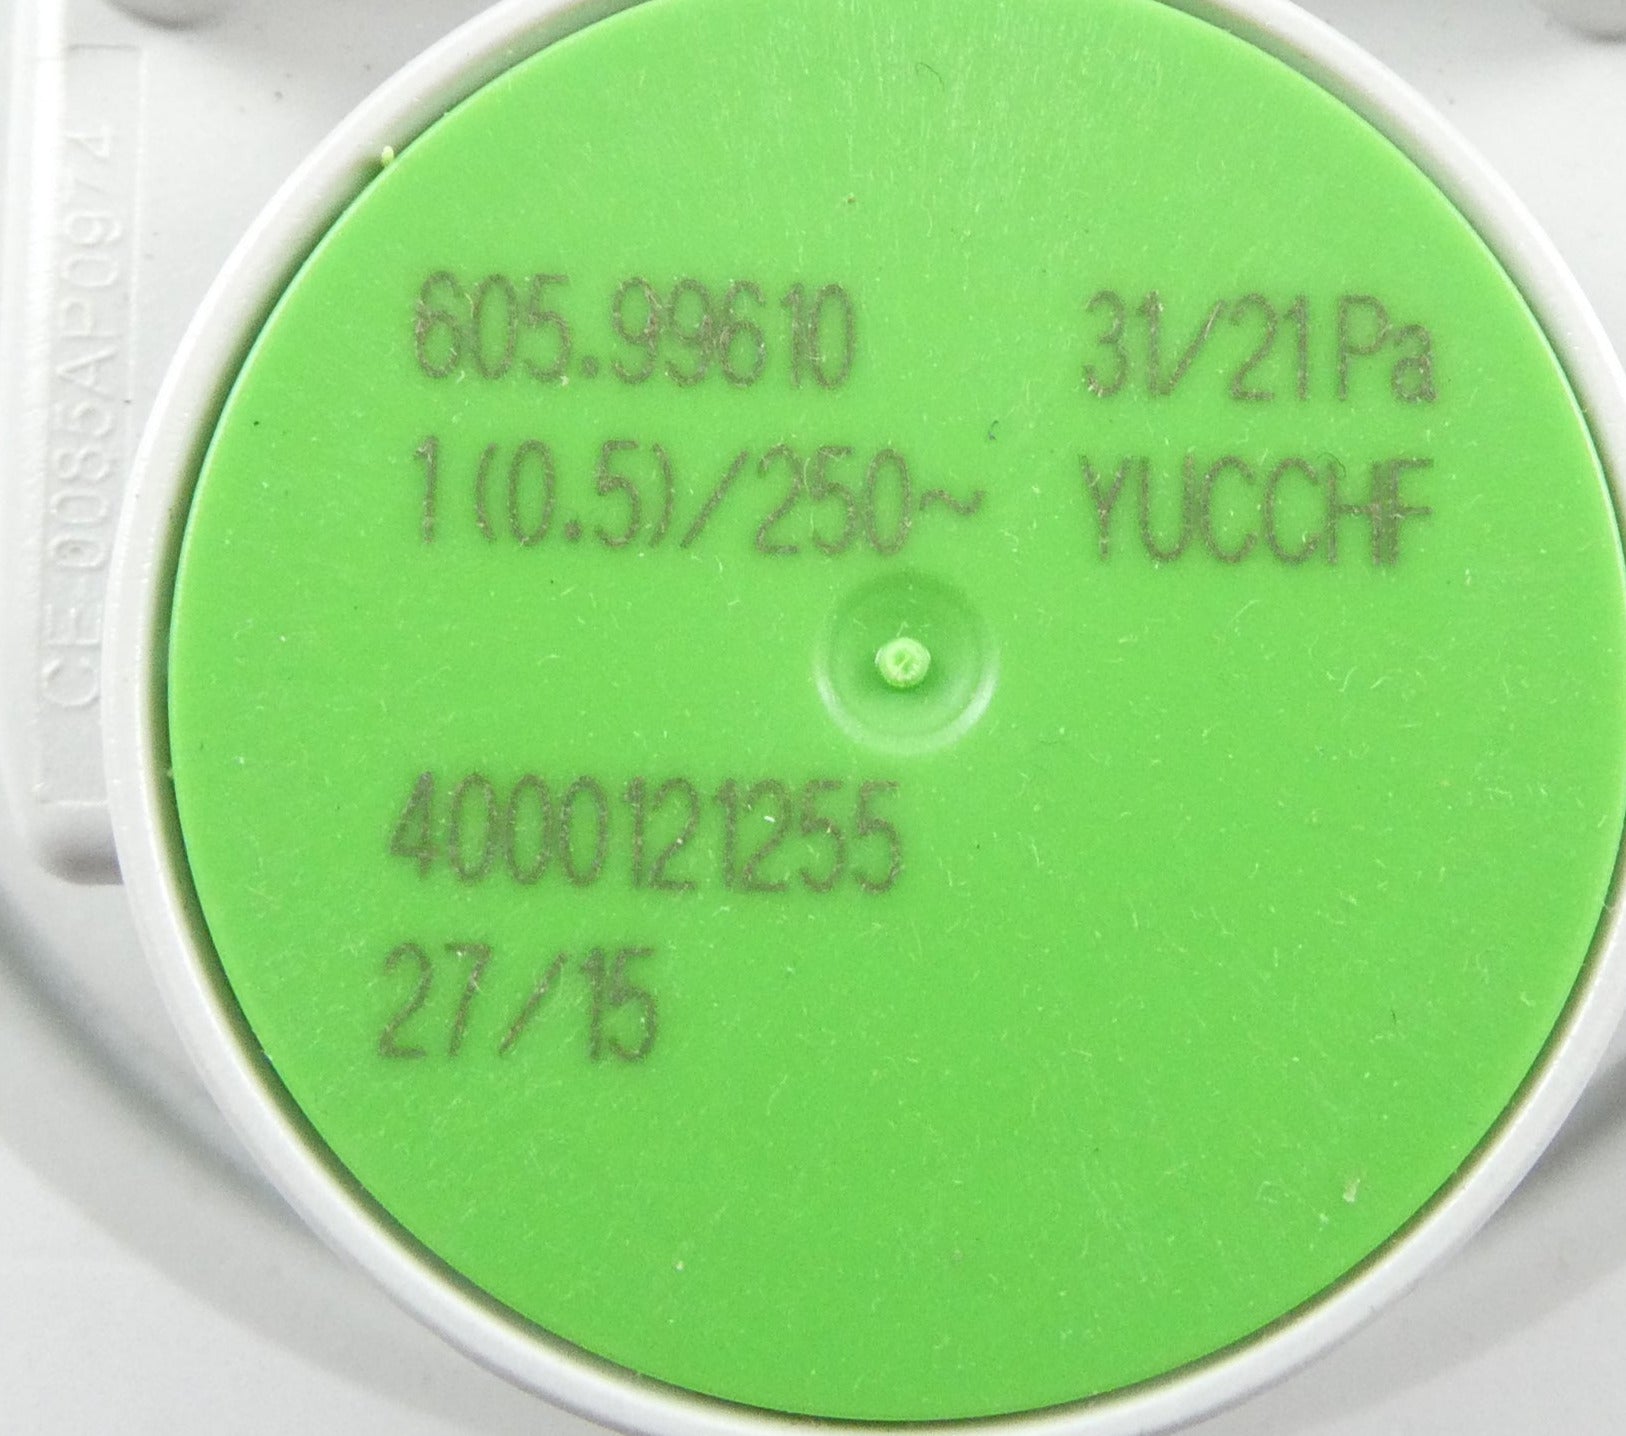 605.99610 31/21Pa
1(0.5)/250~ YUCCHF
4000121255
27/15
CE-0085AP0974